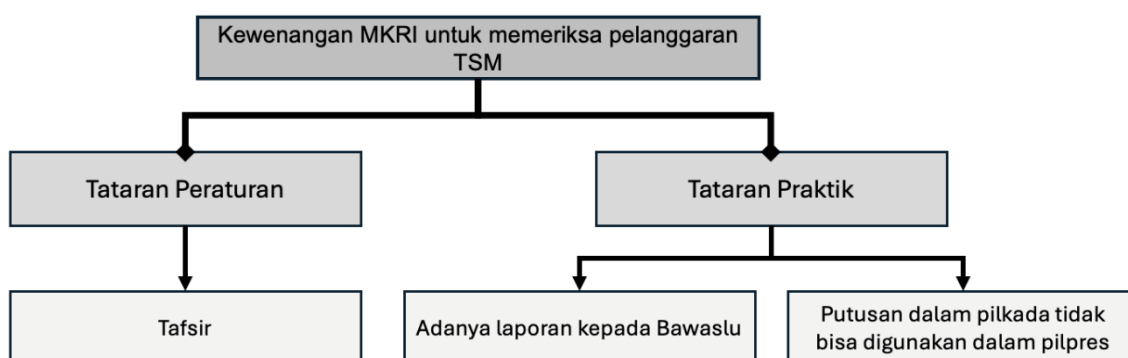 Kewenangan MKRI untuk memeriksa pelanggaran
TSM
Tataran Peraturan
Tataran Praktik
Tafsir
Adanya laporan kepada Bawaslu
Putusan dalam pilkada tidak
bisa digunakan dalam pilpres